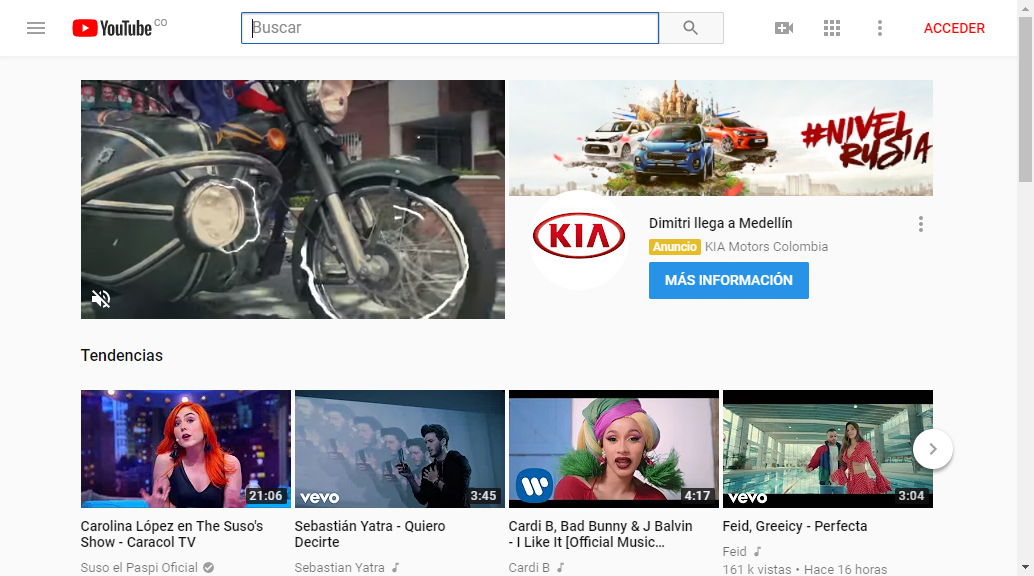 YouTube CO
Buscar
ACCEDER
#NIVEL
RUSIA
KIA
Dimitri llega a Medellín
Anuncio KIA Motors Colombia
MÁS INFORMACIÓN
Tendencias
21:06
vevo
3:45
4:17
vevo
3:04
Carolina López en The Suso's
Show - Caracol TV
Suso el Paspi Oficial
Sebastián Yatra - Quiero
Decirte
Sebastian Yatra
Cardi B, Bad Bunny & J Balvin
- I Like It [Official Music...
Cardi B
Feid, Greeicy - Perfecta
Feid
161 k vistas • Hace 16 horas